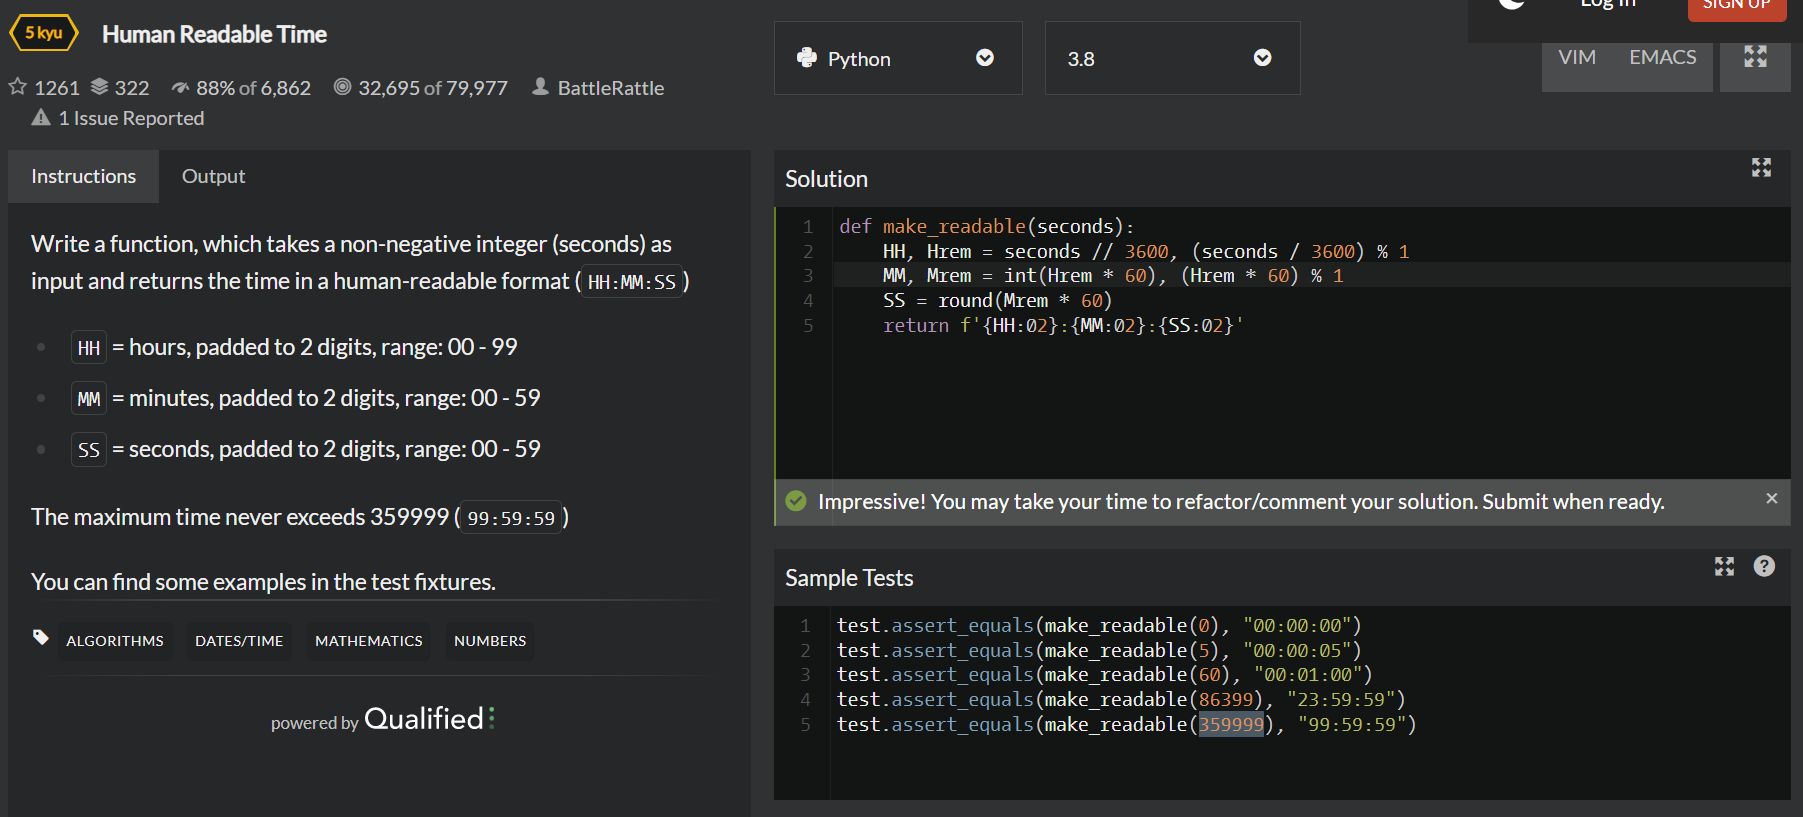 5 kyu
Human Readable Time
1261 322 88% of 6,862 32,695 of 79,977 BattleRattle
1 Issue Reported
Python
3.8
Log In
SIGN UP
VIM EMACS
Instructions Output
Write a function, which takes a non-negative integer (seconds) as
input and returns the time in a human-readable format ( HH:MM:SS )
HH = hours, padded to 2 digits, range: 00 - 99
MM = minutes, padded to 2 digits, range: 00 - 59
SS = seconds, padded to 2 digits, range: 00 - 59
The maximum time never exceeds 359999 ( 99:59:59 )
You can find some examples in the test fixtures.
ALGORITHMS DATES/TIME MATHEMATICS NUMBERS
powered by Qualified
Solution
1 def make_readable(seconds):
2     HH, Hrem = seconds // 3600, (seconds / 3600) % 1
3     MM, Mrem = int(Hrem * 60), (Hrem * 60) % 1
4     SS = round(Mrem * 60)
5     return f'{HH:02}:{MM:02}:{SS:02}'
Impressive! You may take your time to refactor/comment your solution. Submit when ready. ×
Sample Tests
?
1 test.assert_equals(make_readable(0), "00:00:00")
2 test.assert_equals(make_readable(5), "00:00:05")
3 test.assert_equals(make_readable(60), "00:01:00")
4 test.assert_equals(make_readable(86399), "23:59:59")
5 test.assert_equals(make_readable(359999), "99:59:59")